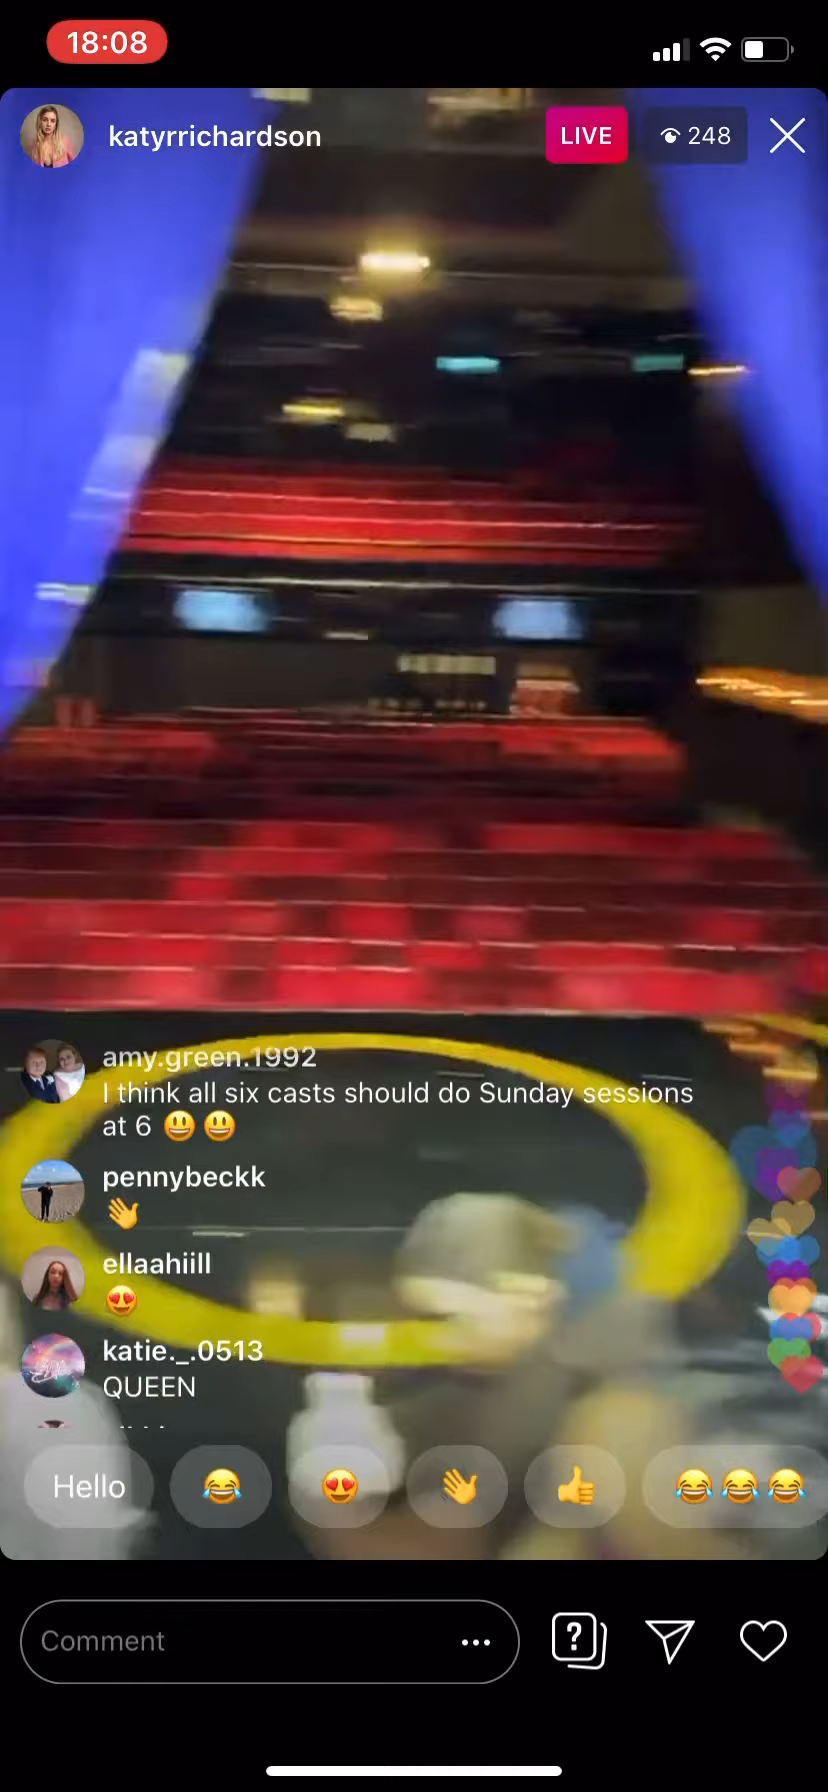 18:08
katyrrichardson
LIVE
248
amy.green.1992
I think all six casts should do Sunday sessions
at 6 😃 😃
pennybeckk
👋
ellaahiill
😍
katie._.0513
QUEEN
Hello 😂 😍 👋 👍 😂 😂 😂
Comment